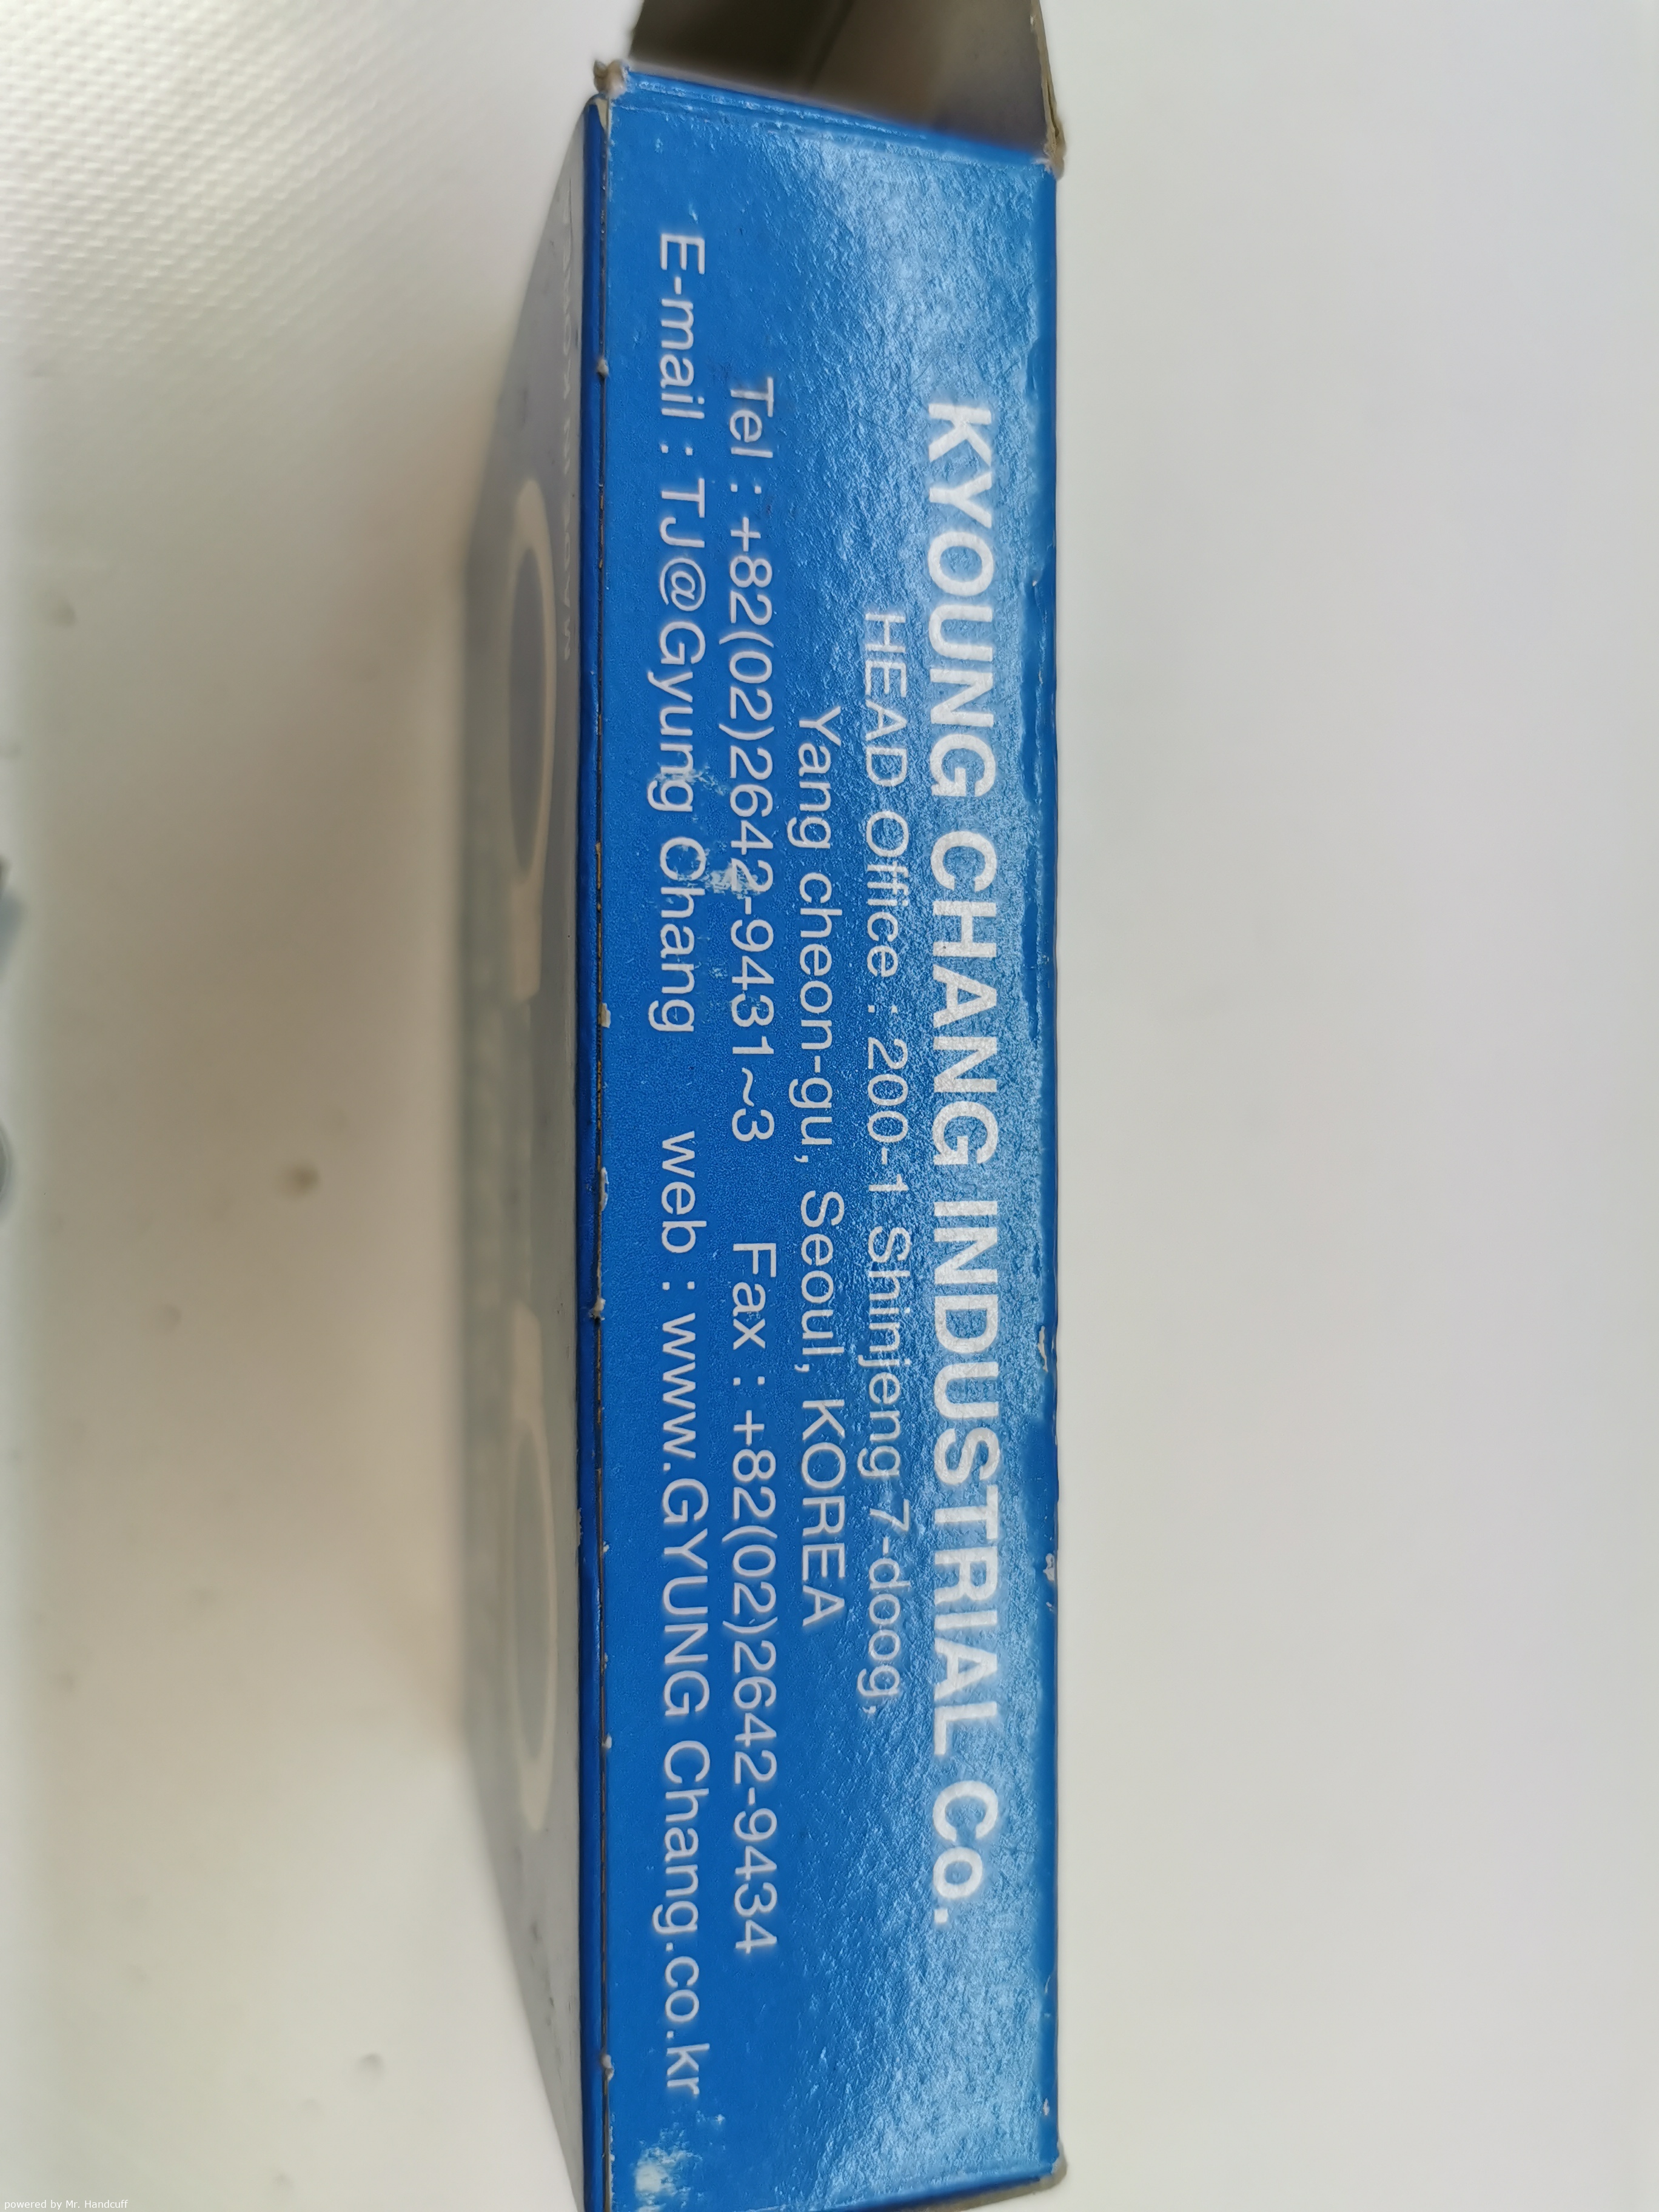 KYOUNG CHANG INDUSTRIAL Co.
HEAD Office : 200-1 Shinjeng 7-doog,
Yang cheon-gu, Seoul, KOREA
Tel : +82(02)2642-9431~3 Fax : +82(02)2642-9434
E-mail : TJ@Gyung Chang web : www.GYUNG Chang.co.kr
powered by Mr. Handcuff